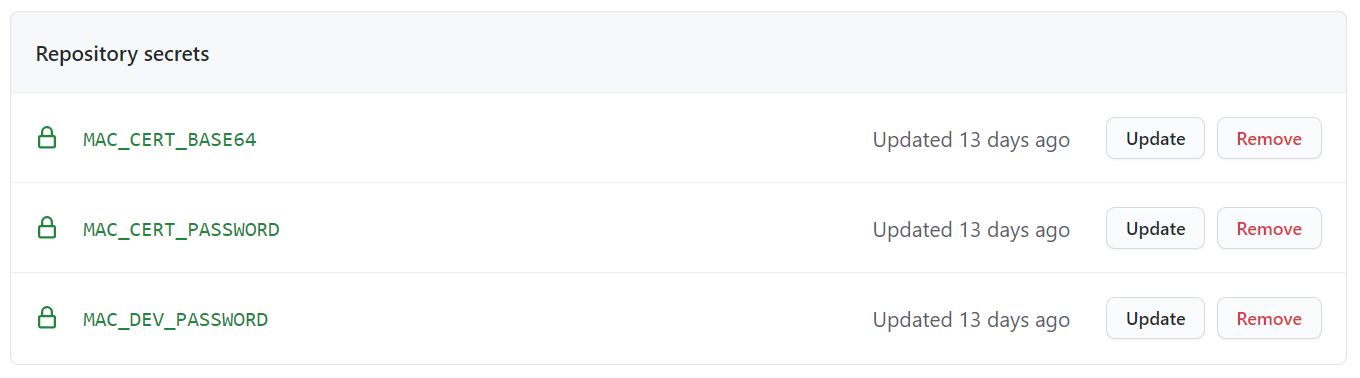 Repository secrets
MAC_CERT_BASE64 Updated 13 days ago Update Remove
MAC_CERT_PASSWORD Updated 13 days ago Update Remove
MAC_DEV_PASSWORD Updated 13 days ago Update Remove